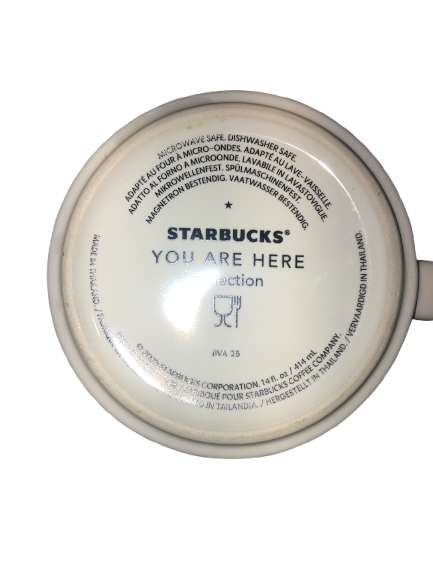 MICROWAVE SAFE. DISHWASHER SAFE.
ADAPTÉ AU FOUR À MICRO-ONDES. ADAPTÉ AU LAVE-VAISSELLE.
ADATTO AL FORNO A MICROONDE. LAVABILE IN LAVASTOVIGLIE.
MIKROWELLENFEST. SPÜLMASCHINENFEST.
MAGNETRON BESTENDIG. VAATWASSER BESTENDIG.
STARBUCKS®
YOU ARE HERE
ection
BVA 25
© STARBUCKS CORPORATION. 14 fl. oz / 414 mL
POUR STARBUCKS COFFEE COMPANY.
MADE IN THAILAND. / IN TAILANDIA. / HERGESTELLT IN THAILAND. / VERVAARDIGD IN THAILAND.